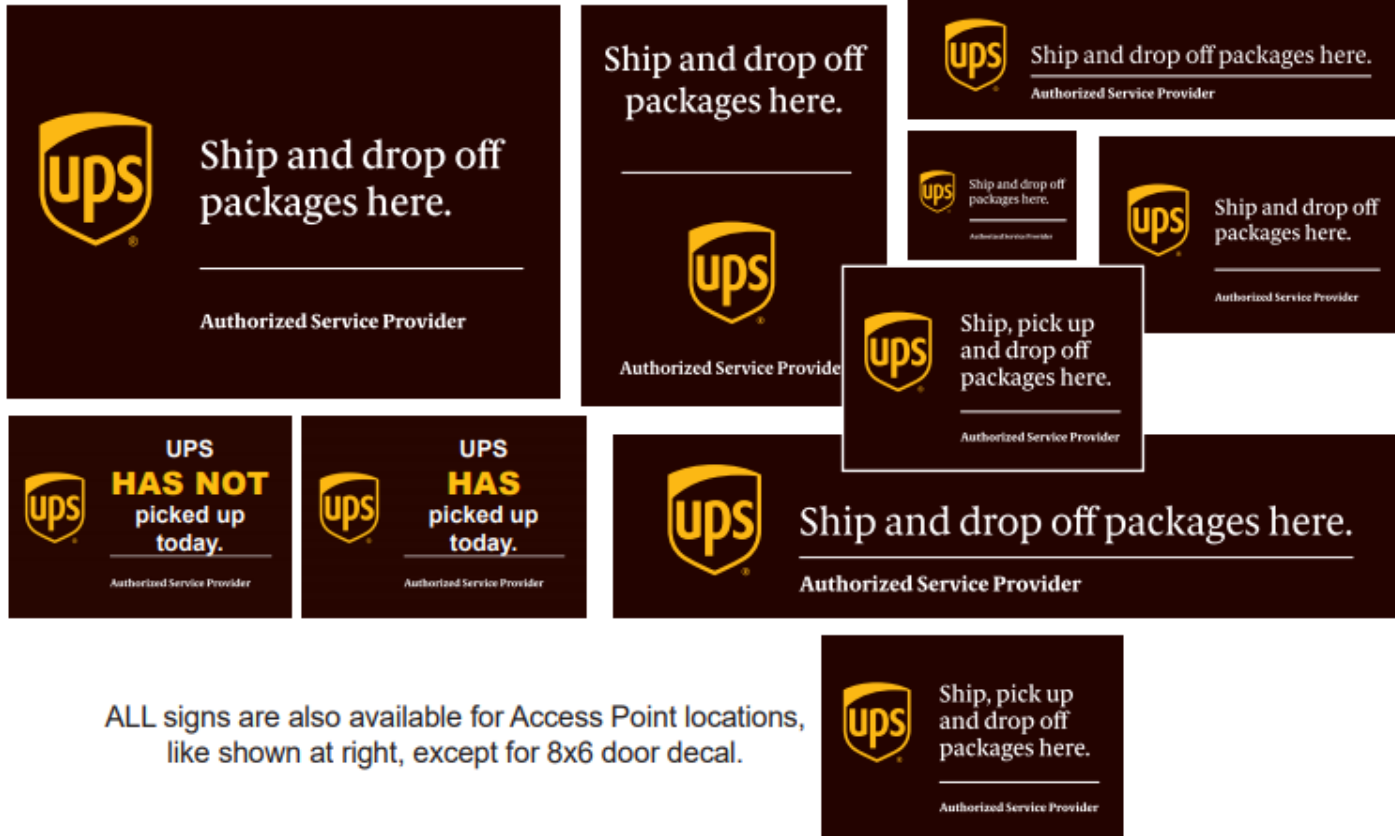 ups
®
Ship and drop off
packages here.
Authorized Service Provider
Ship and drop off
packages here.
ups
®
Authorized Service Provide
ups
®
Ship and drop off packages here.
Authorized Service Provider
ups
Ship and drop off
packages here.
Authorized Service Provider
ups
®
Ship and drop off
packages here.
Authorized Service Provider
ups
®
Ship, pick up
and drop off
packages here.
Authorized Service Provider
ups
®
UPS
HAS NOT
picked up
today.
Authorized Service Provider
ups
®
UPS
HAS
picked up
today.
Authorized Service Provider
ups
®
Ship and drop off packages here.
Authorized Service Provider
ALL signs are also available for Access Point locations,
like shown at right, except for 8x6 door decal.
ups
®
Ship, pick up
and drop off
packages here.
Authorized Service Provider